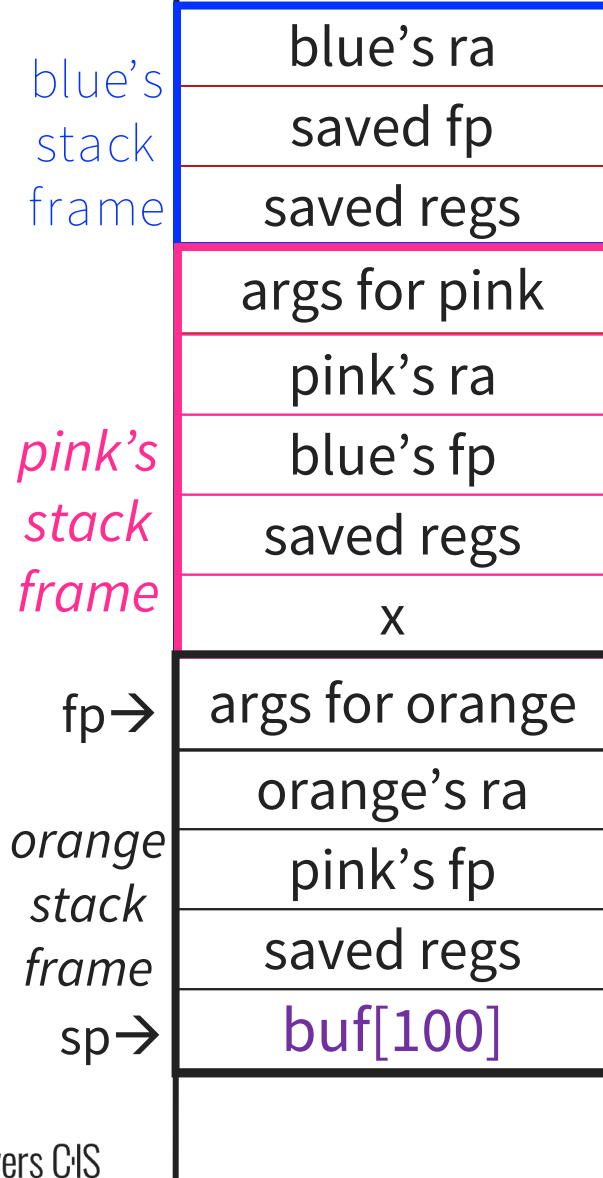 blue’s
stack
frame
blue’s ra
saved fp
saved regs
args for pink
pink’s ra
blue’s fp
saved regs
x
pink’s
stack
frame
fp→
args for orange
orange’s ra
pink’s fp
saved regs
buf[100]
orange
stack
frame
sp→
CIS